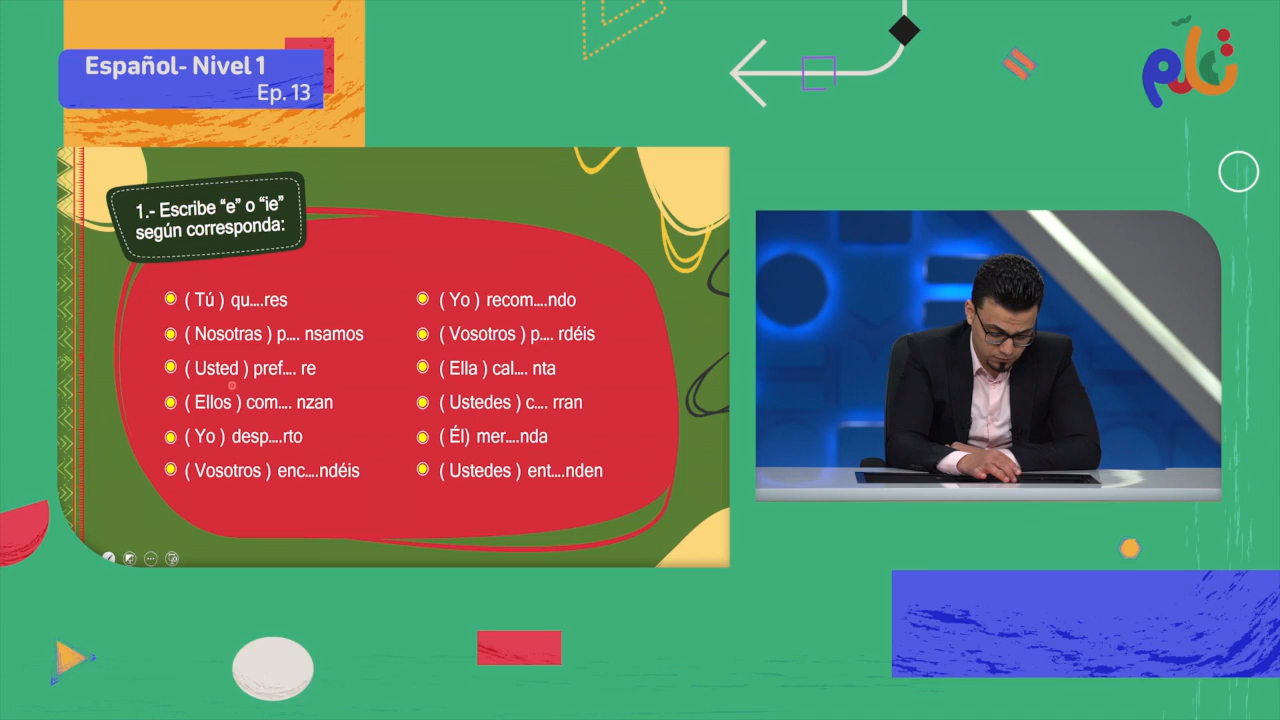 Español- Nivel 1
Ep. 13
1.- Escribe “e” o “ie”
según corresponda:
( Tú ) qu....res
( Nosotras ) p.... nsamos
( Usted ) pref.... re
( Ellos ) com.... nzan
( Yo ) desp....rto
( Vosotros ) enc....ndéis
( Yo ) recom....ndo
( Vosotros ) p.... rdéis
( Ella ) cal.... nta
( Ustedes ) c.... rran
( Él) mer....nda
( Ustedes ) ent....nden